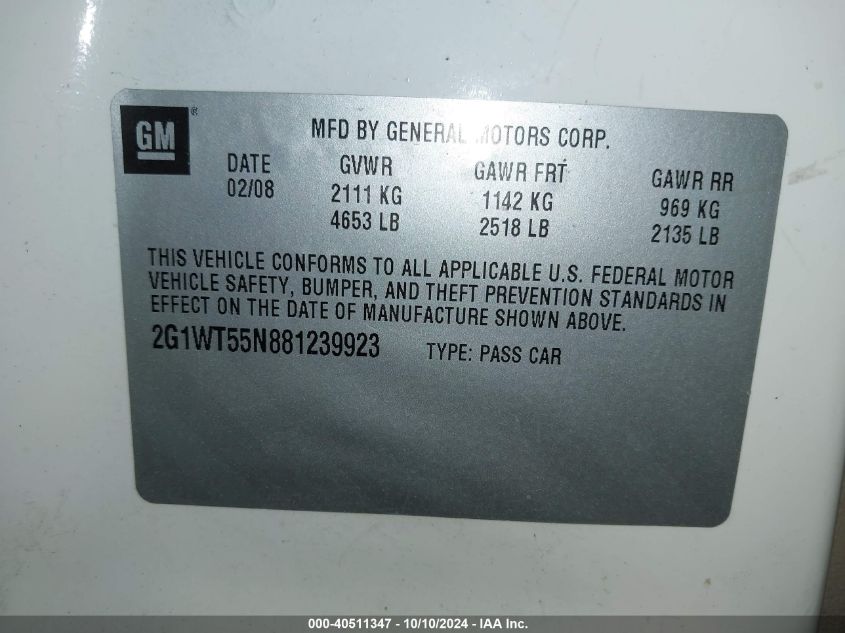 GM®
MFD BY GENERAL MOTORS CORP.
DATE GVWR GAWR FRT GAWR RR
02/08 2111 KG 1142 KG 969 KG
4653 LB 2518 LB 2135 LB
THIS VEHICLE CONFORMS TO ALL APPLICABLE U.S. FEDERAL MOTOR
VEHICLE SAFETY, BUMPER, AND THEFT PREVENTION STANDARDS IN
EFFECT ON THE DATE OF MANUFACTURE SHOWN ABOVE.
2G1WT55N881239923 TYPE: PASS CAR
000-40511347 - 10/10/2024 - IAA Inc.